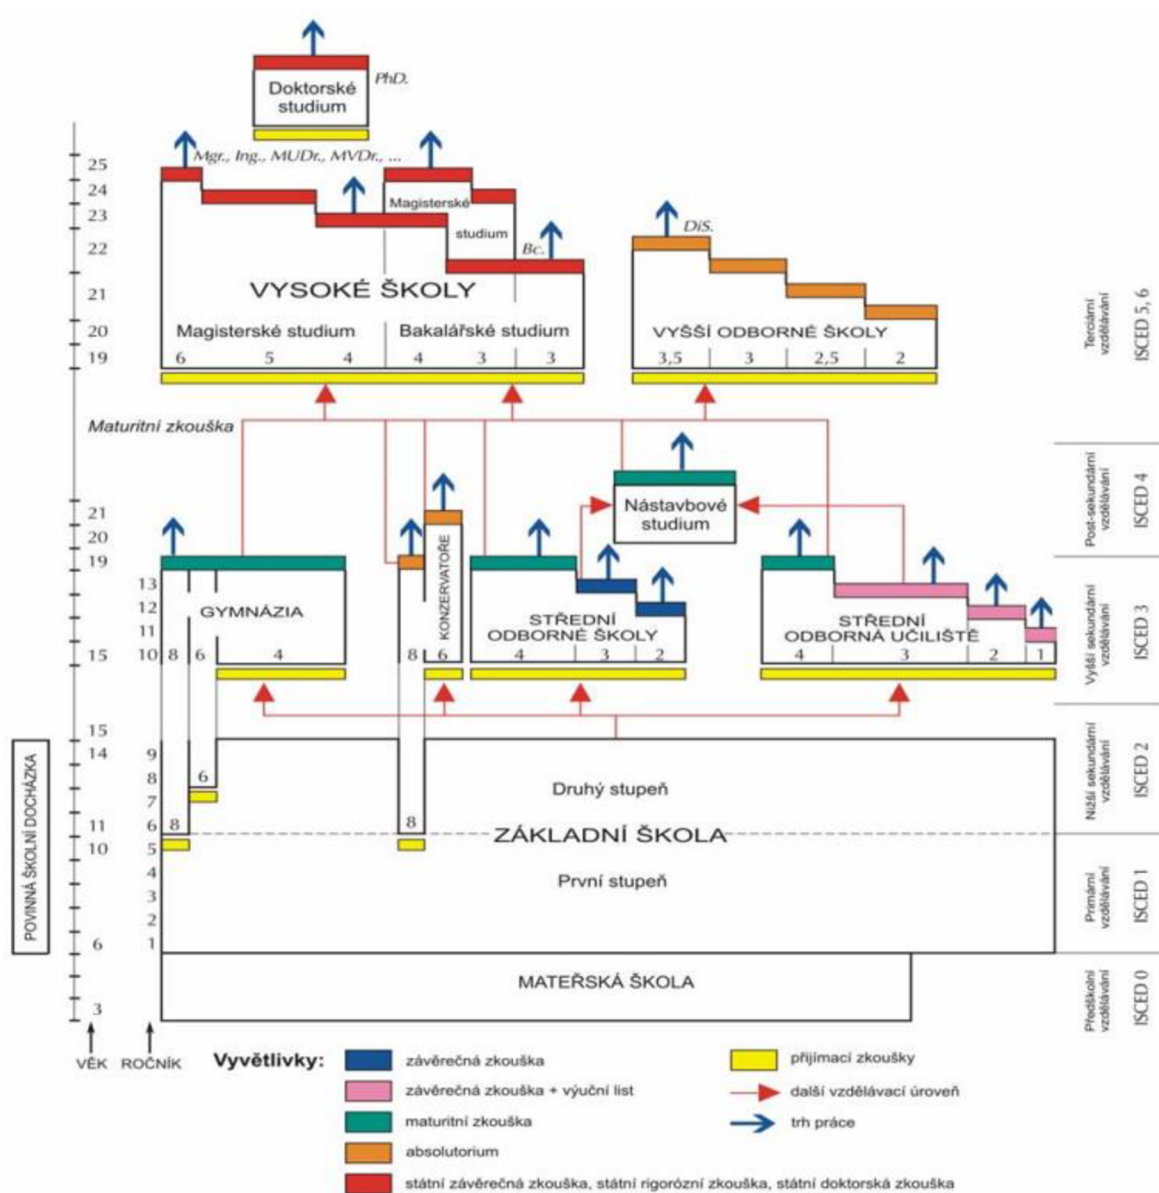 PhD.
Doktorské
studium
Mgr., Ing., MUDr., MVDr., ...
25
24
23
22
21
20
19
Magisterské
studium
Bc.
DiS.
VYSOKÉ ŠKOLY
Magisterské studium
Bakalářské studium
6 5 4 4 3 3
VYŠŠÍ ODBORNÉ ŠKOLY
3,5 3 2,5 2
Terciární
vzdělávání
ISCED 5, 6
Maturitní zkouška
Nástavbové
studium
Post-sekundární
vzdělávání
ISCED 4
21
20
19
15
13
12
11
10
GYMNÁZIA
8 6 4
KONZERVATOŘE
8 6
STŘEDNÍ
ODBORNÉ ŠKOLY
4 3 2
STŘEDNÍ
ODBORNÁ UČILIŠTĚ
4 3 2 1
Vyšší sekundární
vzdělávání
ISCED 3
POVINNÁ ŠKOLNÍ DOCHÁZKA
15
14
11
10
6
3
9
8
7
6
5
4
3
2
1
6
8
8
Druhý stupeň
ZÁKLADNÍ ŠKOLA
První stupeň
Nižší sekundární
vzdělávání
ISCED 2
Primární
vzdělávání
ISCED 1
MATEŘSKÁ ŠKOLA
Předškolní
vzdělávání
ISCED 0
VĚK
ROČNÍK
Vyvětlivky:
závěrečná zkouška
závěrečná zkouška + výuční list
maturitní zkouška
absolutorium
státní závěrečná zkouška, státní rigorózní zkouška, státní doktorská zkouška
přijímací zkoušky
další vzdělávací úroveň
trh práce